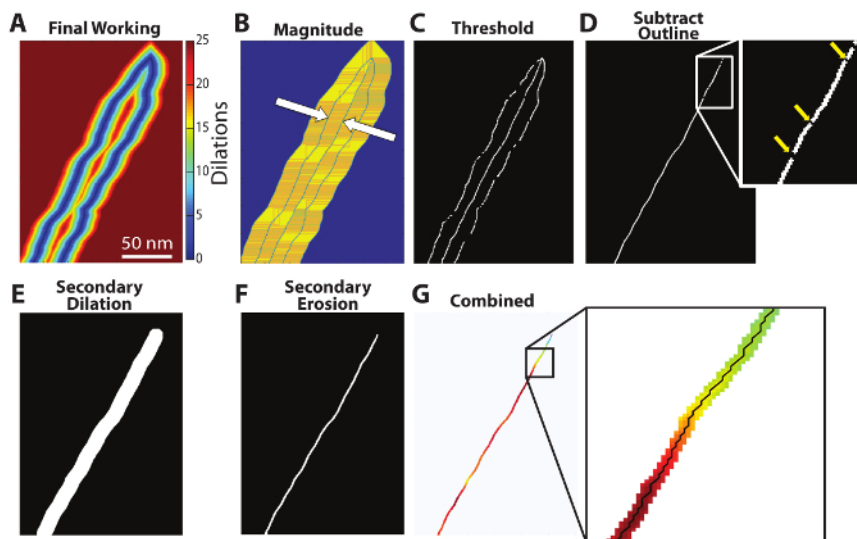 A Final Working
B Magnitude
C Threshold
D Subtract
Outline
25
20
15
10
5
0
Dilations
50 nm
E Secondary
Dilation
F Secondary
Erosion
G Combined